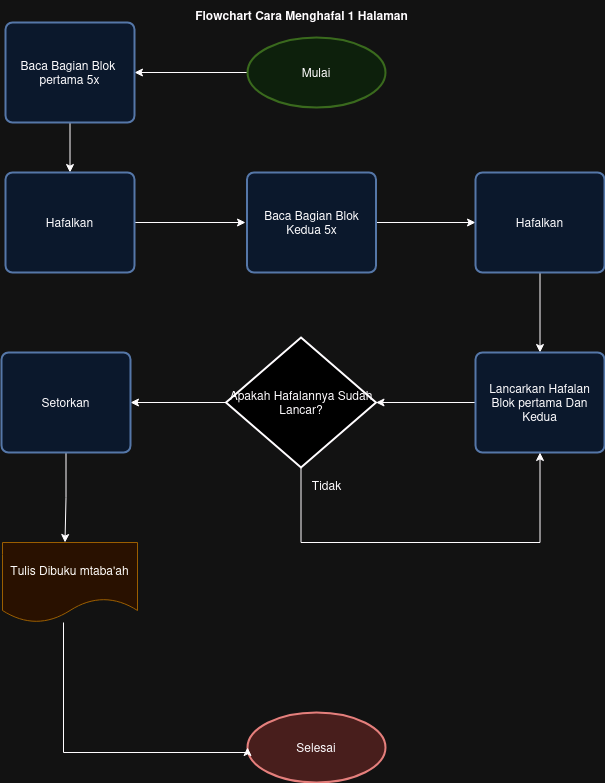 Flowchart Cara Menghafal 1 Halaman
Mulai
Baca Bagian Blok
pertama 5x
Hafalkan
Baca Bagian Blok
Kedua 5x
Hafalkan
Lancarkan Hafalan
Blok pertama Dan
Kedua
Apakah Hafalannya Sudah
Lancar?
Tidak
Setorkan
Tulis Dibuku mtaba'ah
Selesai